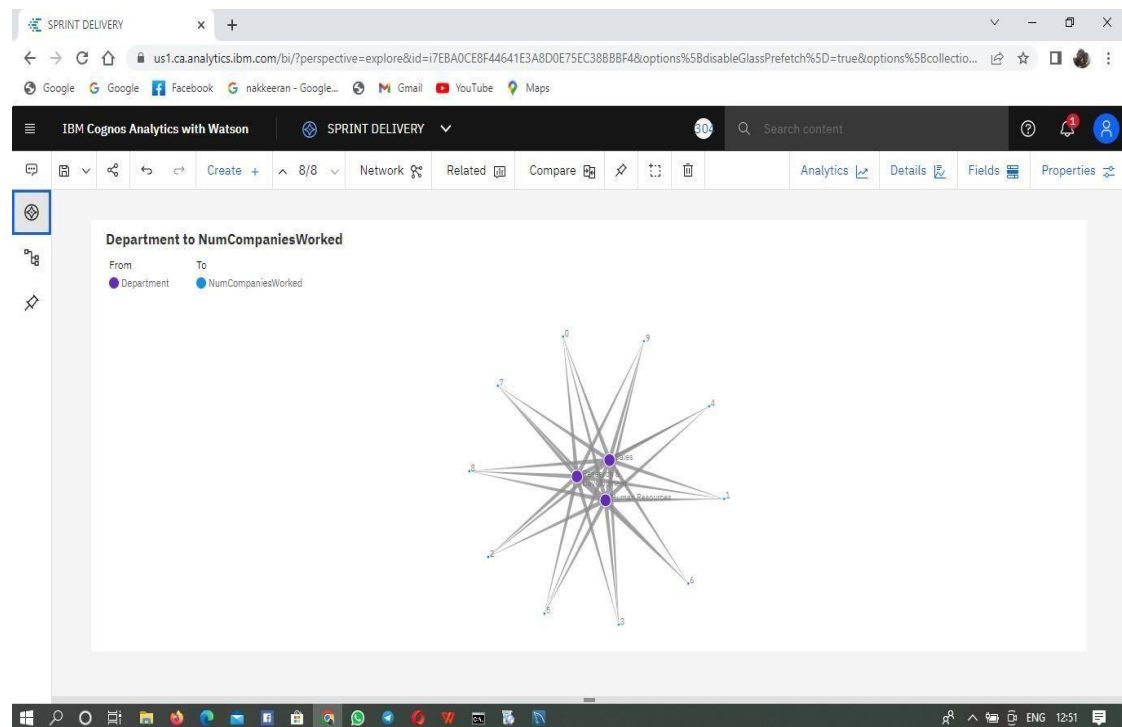 SPRINT DELIVERY
us1.ca.analytics.ibm.com/bi/?perspective=explore&id=i7EBA0CE8F44641E3A8D0E75EC38BBBF4&options%5BdisableGlassPrefetch%5D=true&options%5Bcollectio...
Google Google Facebook nakkeeran - Google... Gmail YouTube Maps
IBM Cognos Analytics with Watson SPRINT DELIVERY 304 Search content 1
Create + 8/8 Network Related Compare Analytics Details Fields Properties
Department to NumCompaniesWorked
From To
Department NumCompaniesWorked
0
9
7
4
Sales
8
Human Resources
1
2
6
5
3
ENG 12:51